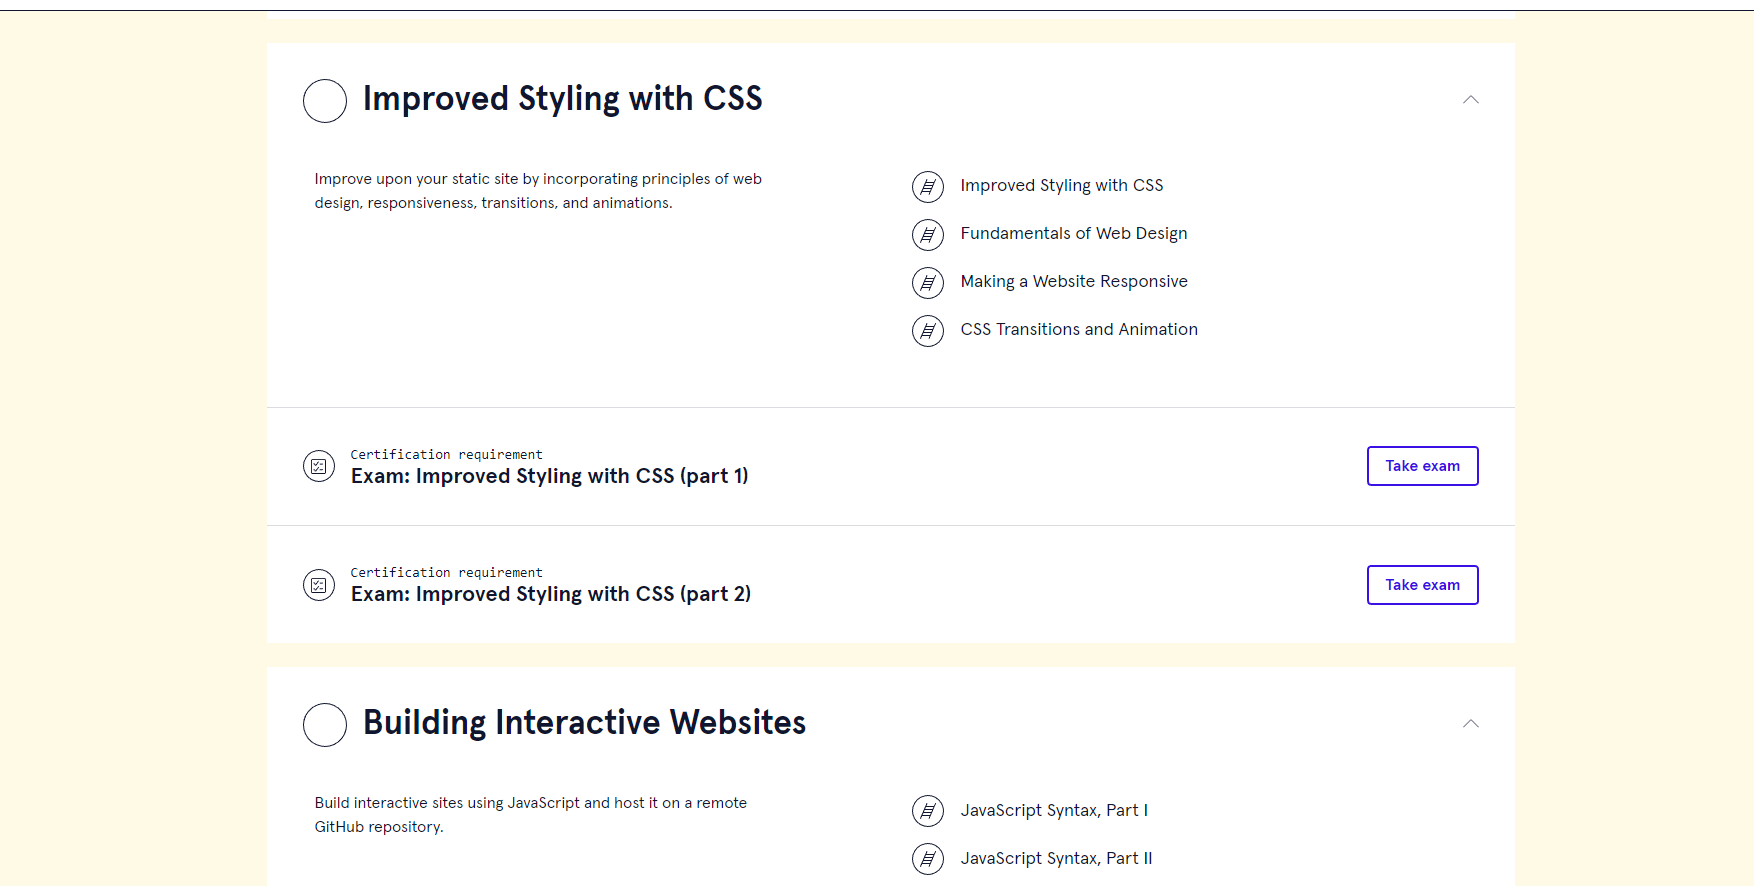 Improved Styling with CSS
Improve upon your static site by incorporating principles of web
design, responsiveness, transitions, and animations.
Improved Styling with CSS
Fundamentals of Web Design
Making a Website Responsive
CSS Transitions and Animation
Certification requirement
Exam: Improved Styling with CSS (part 1)
Take exam
Certification requirement
Exam: Improved Styling with CSS (part 2)
Take exam
Building Interactive Websites
Build interactive sites using JavaScript and host it on a remote
GitHub repository.
JavaScript Syntax, Part I
JavaScript Syntax, Part II